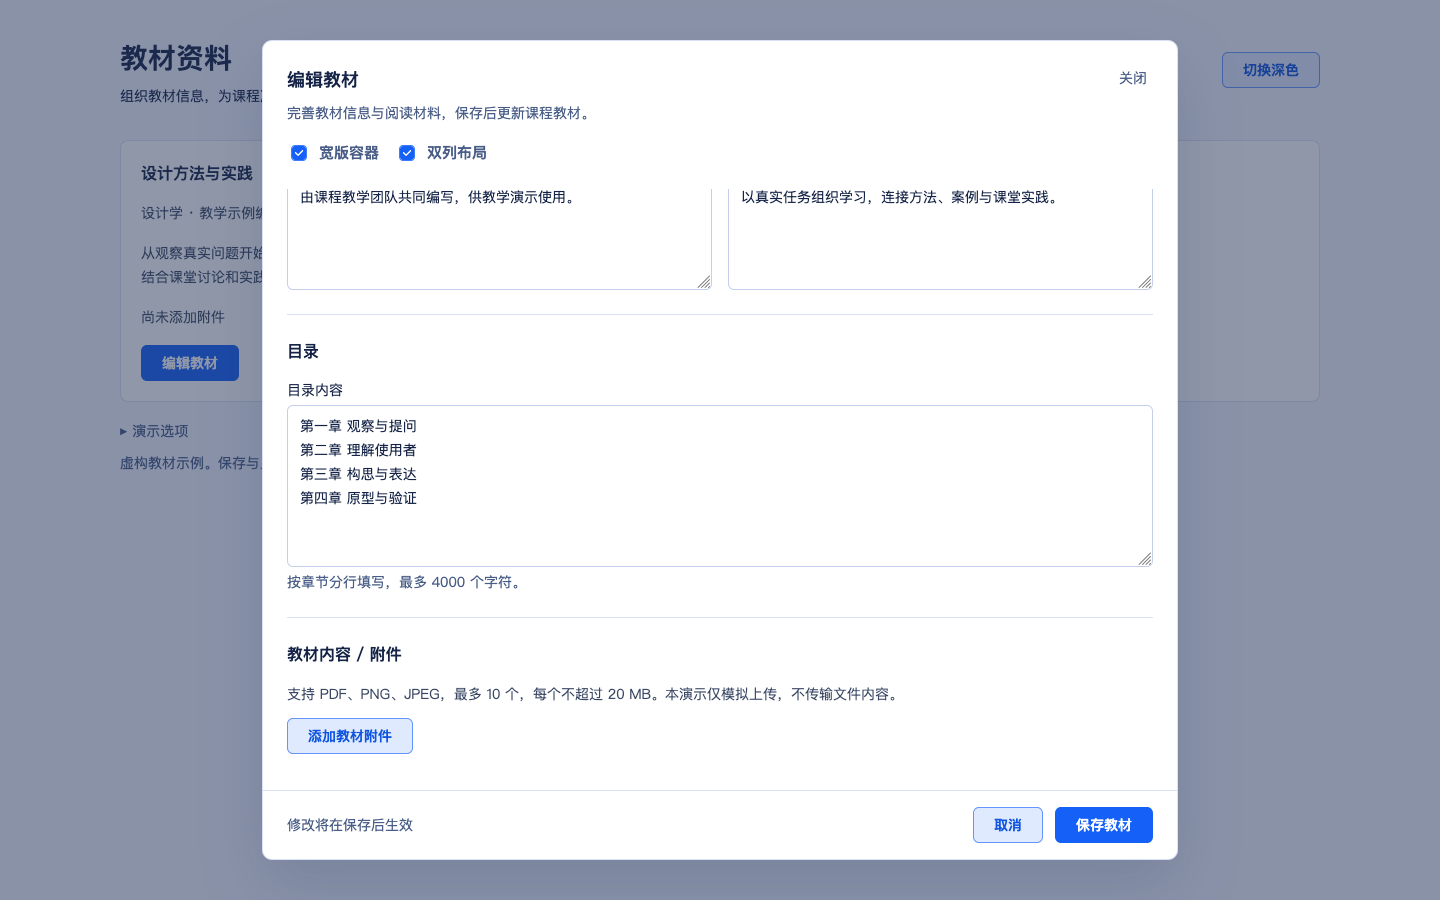 教材资料
组织教材信息，为课程
切换深色
设计方法与实践
设计学 · 教学示例
从观察真实问题开始
结合课堂讨论和实践
尚未添加附件
编辑教材
▸ 演示选项
虚构教材示例。保存与
编辑教材
关闭
完善教材信息与阅读材料，保存后更新课程教材。
宽版容器
双列布局
由课程教学团队共同编写，供教学演示使用。
以真实任务组织学习，连接方法、案例与课堂实践。
目录
目录内容
第一章 观察与提问
第二章 理解使用者
第三章 构思与表达
第四章 原型与验证
按章节分行填写，最多 4000 个字符。
教材内容 / 附件
支持 PDF、PNG、JPEG，最多 10 个，每个不超过 20 MB。本演示仅模拟上传，不传输文件内容。
添加教材附件
修改将在保存后生效
取消
保存教材